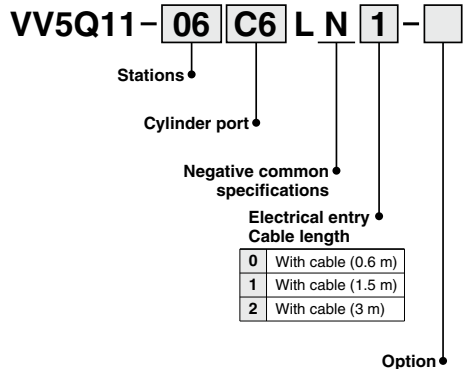 VV5Q11-06 C6 L N 1-
Stations
Cylinder port
Negative common
specifications
Electrical entry
Cable length
0 With cable (0.6 m)
1 With cable (1.5 m)
2 With cable (3 m)
Option